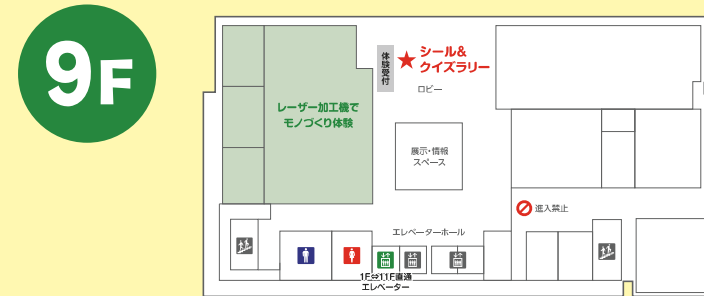 9F
体験受付
シール&
クイズラリー
ロビー
レーザー加工機で
モノづくり体験
展示・情報
スペース
進入禁止
エレベーターホール
1F⇔11F直通
エレベーター